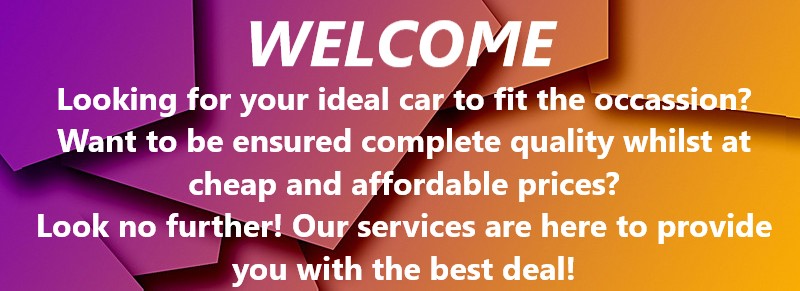 WELCOME
Looking for your ideal car to fit the occassion?
Want to be ensured complete quality whilst at
cheap and affordable prices?
Look no further! Our services are here to provide
you with the best deal!